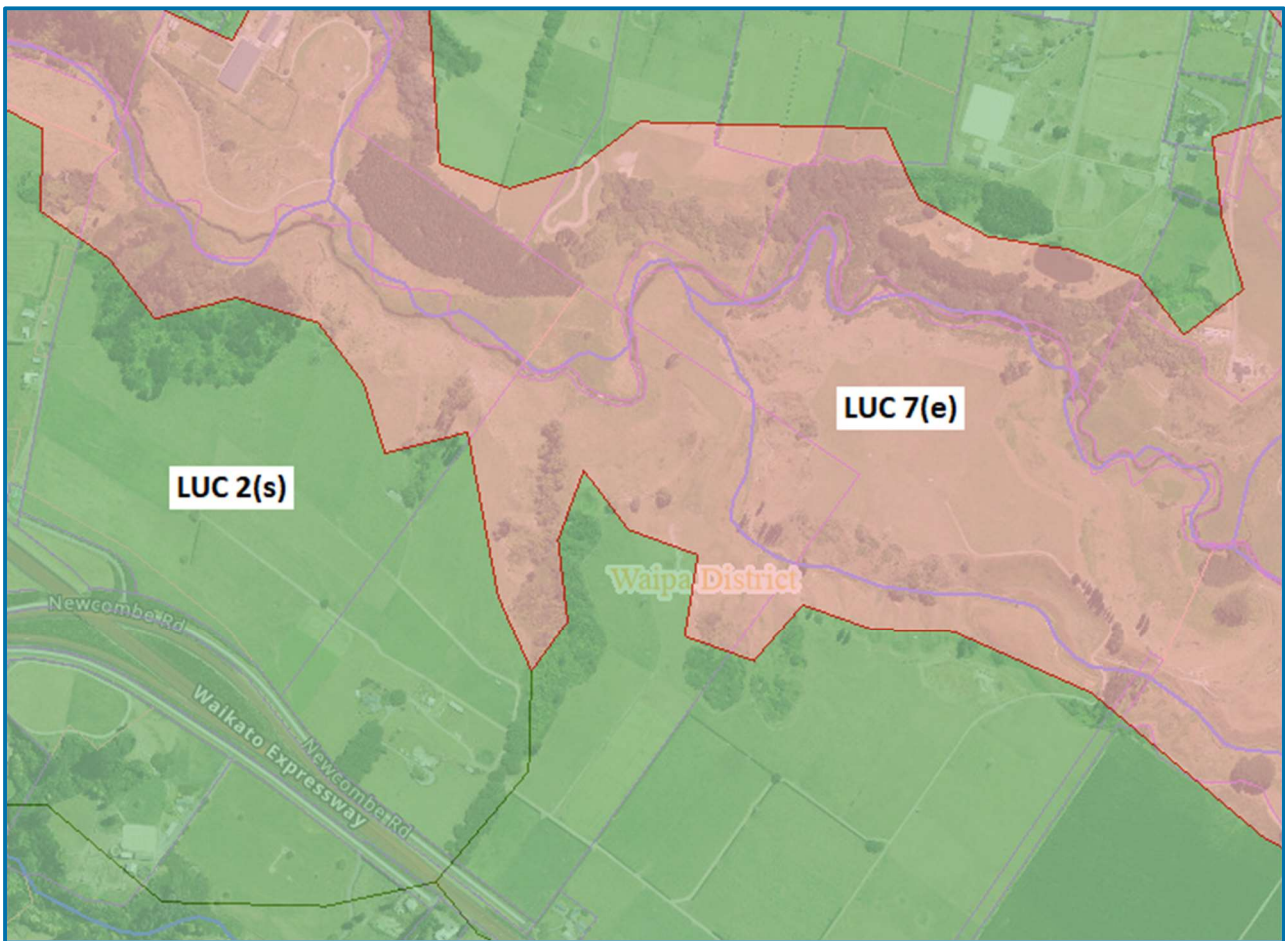 LUC 7(e)
LUC 2(s)
Waipa District
Newcombe Rd
Waikato Expressway
Newcombe Rd